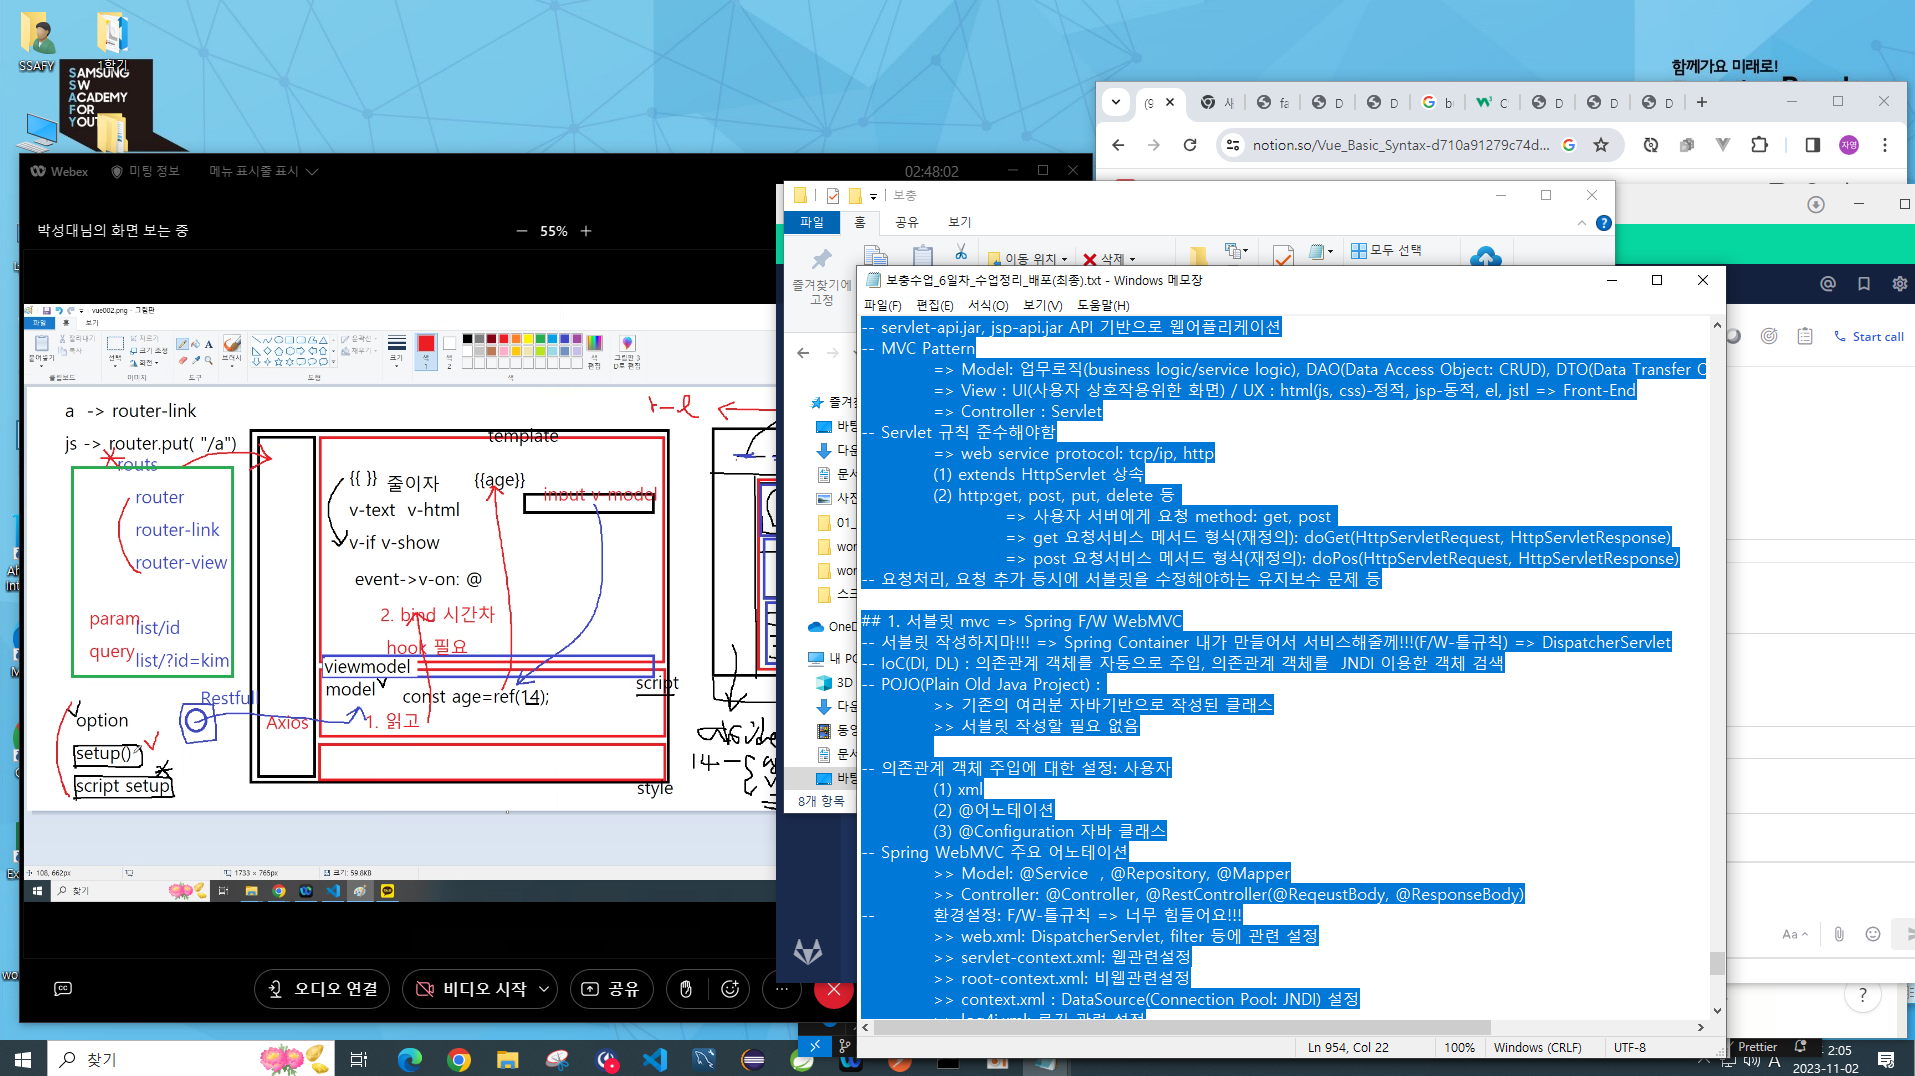 SSAFY
1학기
SAMSUNG
SW
ACADEMY
FOR
YOU
함께가요 미래로!
Webex
미팅 정보
메뉴 표시줄 표시
02:48:02
박성대님의 화면 보는 중
55%
vue002.png - 그림판
a -> router-link
js -> router.put( "/a")
routs
router
router-link
router-view
param
list/id
query
list/?id=kim
Restful
option
setup()
script setup
Axios
template
{{ }} 줄이자
{{age}}
v-text v-html
input v-model
v-if v-show
event->v-on: @
2. bind 시간차
hook 필요
viewmodel
model
const age=ref(14);
script
1. 읽고
style
r-l
108, 662px
1733 × 765px
크기: 59.8KB
찾기
오디오 연결
비디오 시작
공유
notion.so/Vue_Basic_Syntax-d710a91279c74d...
자영
보충
파일
홈
공유
보기
즐겨찾기에
고정
이동 위치
삭제
모두 선택
8개 항목
Start call
보충수업_6일차_수업정리_배포(최종).txt - Windows 메모장
파일(F) 편집(E) 서식(O) 보기(V) 도움말(H)
-- servlet-api.jar, jsp-api.jar API 기반으로 웹어플리케이션
-- MVC Pattern
=> Model: 업무로직(business logic/service logic), DAO(Data Access Object: CRUD), DTO(Data Transfer O
=> View : UI(사용자 상호작용위한 화면) / UX : html(js, css)-정적, jsp-동적, el, jstl => Front-End
=> Controller : Servlet
-- Servlet 규칙 준수해야함
=> web service protocol: tcp/ip, http
(1) extends HttpServlet 상속
(2) http:get, post, put, delete 등
=> 사용자 서버에게 요청 method: get, post
=> get 요청서비스 메서드 형식(재정의): doGet(HttpServletRequest, HttpServletResponse)
=> post 요청서비스 메서드 형식(재정의): doPos(HttpServletRequest, HttpServletResponse)
-- 요청처리, 요청 추가 등시에 서블릿을 수정해야하는 유지보수 문제 등
## 1. 서블릿 mvc => Spring F/W WebMVC
-- 서블릿 작성하지마!!! => Spring Container 내가 만들어서 서비스해줄께!!!(F/W-틀규칙) => DispatcherServlet
-- IoC(DI, DL) : 의존관계 객체를 자동으로 주입, 의존관계 객체를 JNDI 이용한 객체 검색
-- POJO(Plain Old Java Project) :
>> 기존의 여러분 자바기반으로 작성된 클래스
>> 서블릿 작성할 필요 없음
-- 의존관계 객체 주입에 대한 설정: 사용자
(1) xml
(2) @어노테이션
(3) @Configuration 자바 클래스
-- Spring WebMVC 주요 어노테이션
>> Model: @Service , @Repository, @Mapper
>> Controller: @Controller, @RestController(@ReqeustBody, @ResponseBody)
-- 환경설정: F/W-틀규칙 => 너무 힘들어요!!!
>> web.xml: DispatcherServlet, filter 등에 관련 설정
>> servlet-context.xml: 웹관련설정
>> root-context.xml: 비웹관련설정
>> context.xml : DataSource(Connection Pool: JNDI) 설정
Ln 954, Col 22
100%
Windows (CRLF)
UTF-8
Prettier
찾기
2:05
2023-11-02